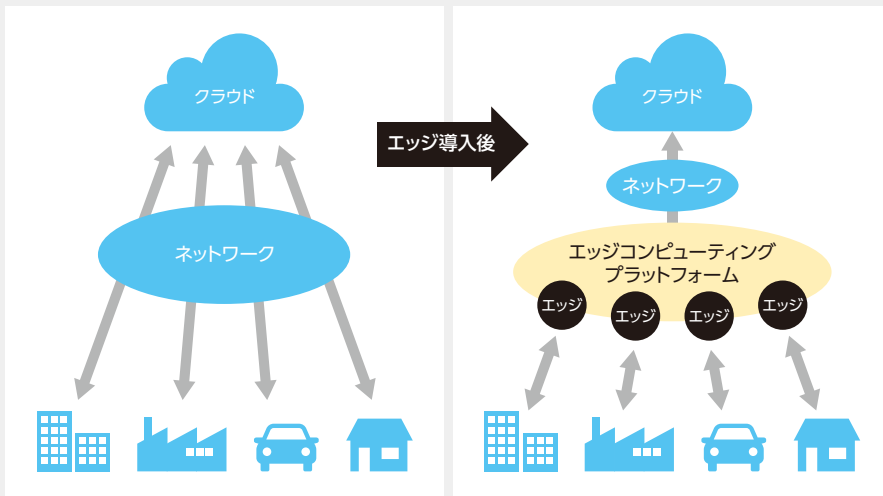 クラウド
ネットワーク
エッジ導入後
クラウド
ネットワーク
エッジコンピューティング
プラットフォーム
エッジ
エッジ
エッジ
エッジ